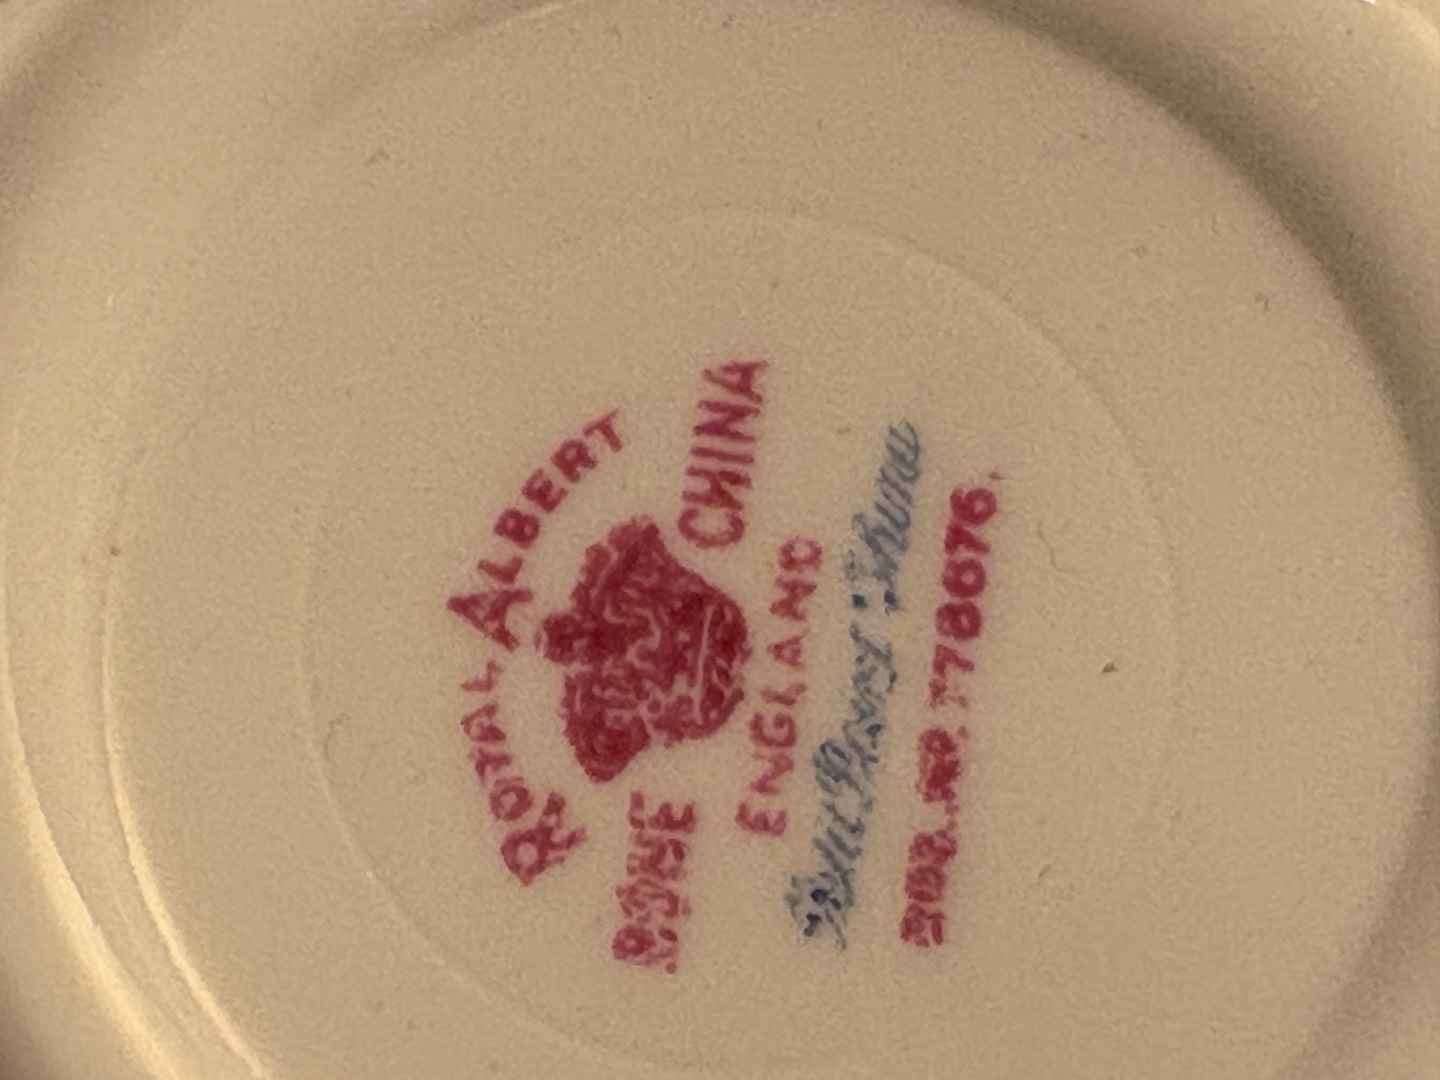 ROYAL ALBERT
BONE CHINA
ENGLAND
REG. Nº 778676.